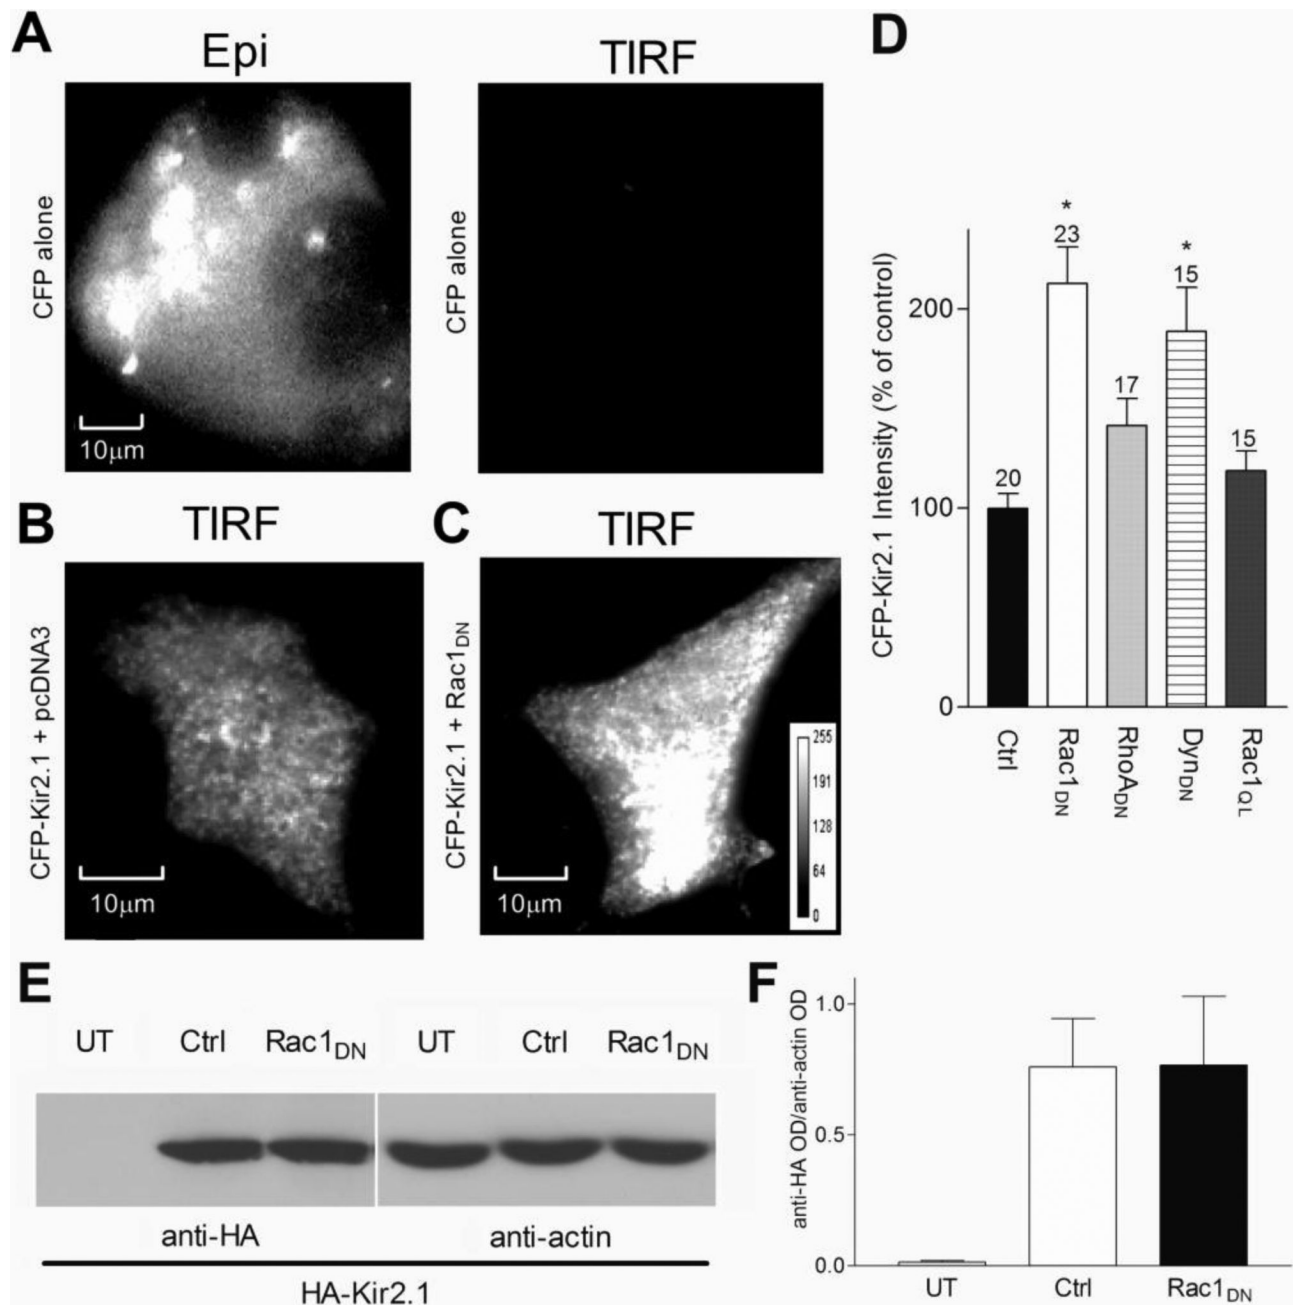 A
Epi
TIRF
CFP alone
10μm
CFP alone
B
TIRF
CFP-Kir2.1 + pcDNA3
10μm
C
TIRF
CFP-Kir2.1 + Rac1DN
10μm
255
191
128
64
0
D
CFP-Kir2.1 Intensity (% of control)
200
100
0
20
*
23
17
*
15
15
Ctrl
Rac1DN
RhoADN
DynDN
Rac1QL
E
UT Ctrl Rac1DN UT Ctrl Rac1DN
anti-HA anti-actin
HA-Kir2.1
F
anti-HA OD/anti-actin OD
1.0
0.5
0.0
UT Ctrl Rac1DN